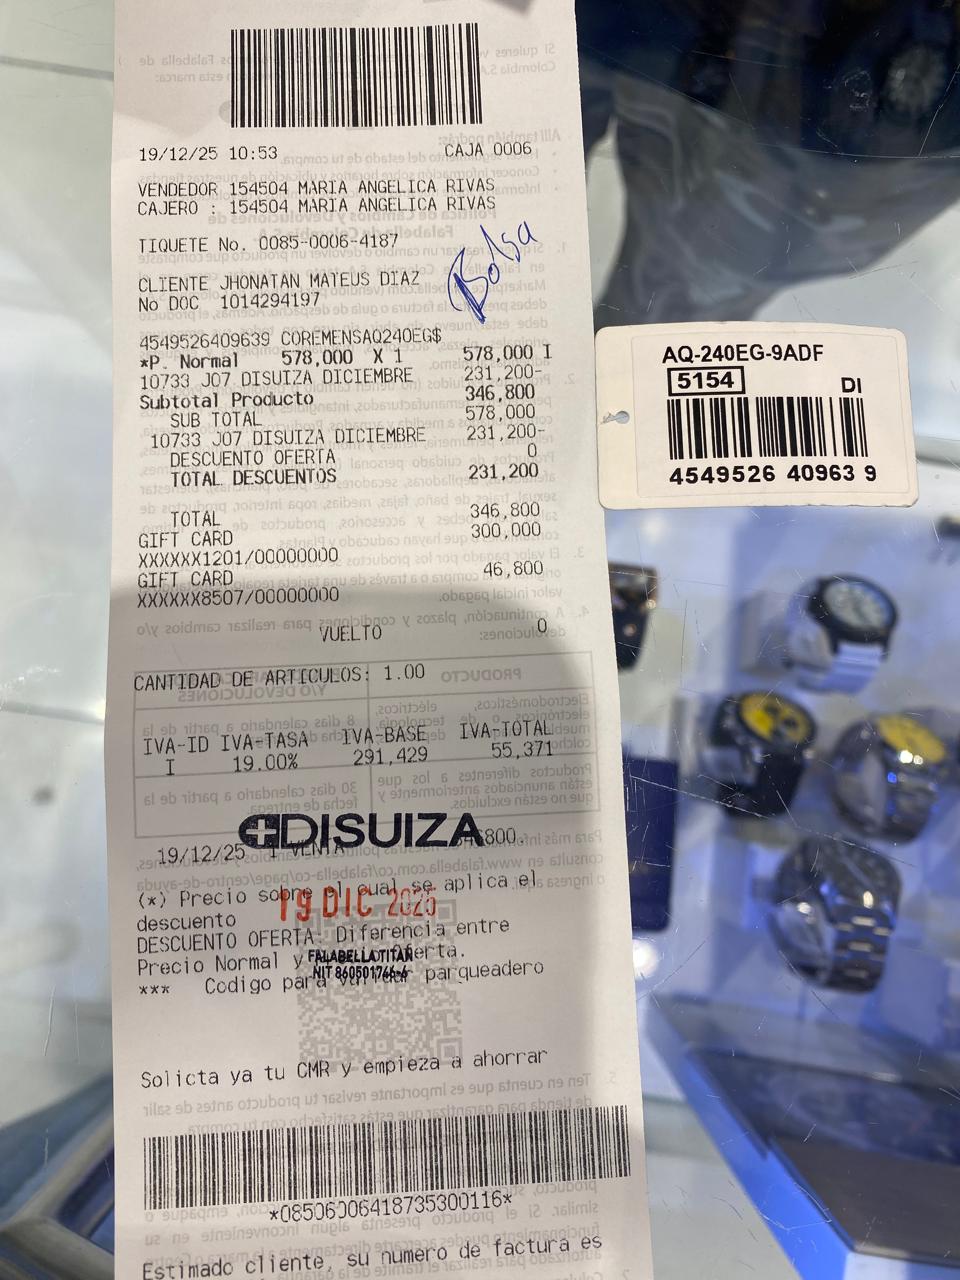 19/12/25 10:53 CAJA 0006
VENDEDOR 154504 MARIA ANGELICA RIVAS
CAJERO : 154504 MARIA ANGELICA RIVAS
TIQUETE No. 0085-0006-4187
Bolsa
CLIENTE JHONATAN MATEUS DIAZ
No DOC 1014294197
4549526409639 COREMENSAQ240EG$
*P. Normal 578,000 X 1 578,000 I
10733 J07 DISUIZA DICIEMBRE 231,200-
Subtotal Producto 346,800
SUB TOTAL 578,000
10733 J07 DISUIZA DICIEMBRE 231,200-
DESCUENTO OFERTA 0
TOTAL DESCUENTOS 231,200
TOTAL 346,800
GIFT CARD 300,000
XXXXXX1201/00000000
GIFT CARD 46,800
XXXXXX8507/00000000
VUELTO 0
CANTIDAD DE ARTICULOS: 1.00
IVA-ID IVA-TASA IVA-BASE IVA-TOTAL
I 19.00% 291,429 55,371
DISUIZA
19/12/25 1 VENTA
(*) Precio sobre el cual se aplica el
descuento
19 DIC 2025
DESCUENTO OFERTA: Diferencia entre
Precio Normal y Oferta.
FALABELLA TITAN
NIT 860501766-6
*** Codigo para validar parqueadero
Solicta ya tu CMR y empieza a ahorrar
*08506006418735300116*
Estimado cliente, su numero de factura es
AQ-240EG-9ADF
5154 DI
4549526 40963 9